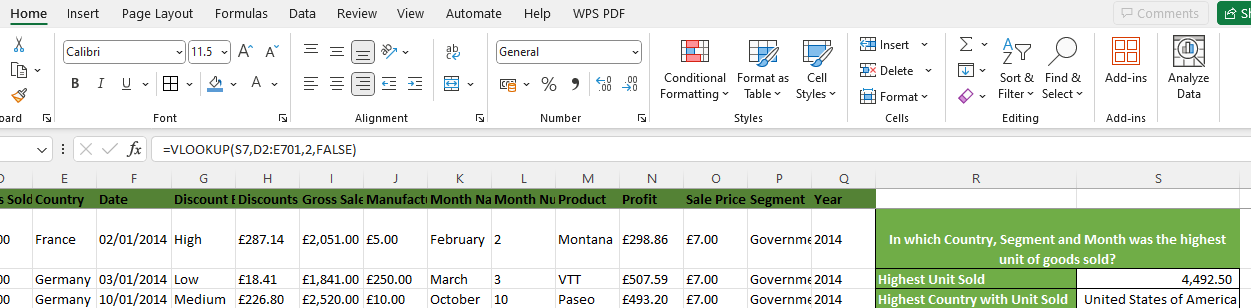 Home Insert Page Layout Formulas Data Review View Automate Help WPS PDF Comments
Calibri 11.5 A A ab General Insert Σ A Z
Delete
B I U A % 9 .00 Conditional Formatting Format as Table Cell Styles Format Sort & Filter Find & Select Add-ins Analyze Data
Font Alignment Number Styles Cells Editing Add-ins
fx =VLOOKUP(S7,D2:E701,2,FALSE)
E F G H I J K L M N O P Q R S
Sold Country Date Discount Discounts Gross Sale Manufact Month Na Month Nu Product Profit Sale Price Segment Year
In which Country, Segment and Month was the highest
00 France 02/01/2014 High £287.14 £2,051.00 £5.00 February 2 Montana £298.86 £7.00 Governme 2014
unit of goods sold?
00 Germany 03/01/2014 Low £18.41 £1,841.00 £250.00 March 3 VTT £507.59 £7.00 Governme 2014 Highest Unit Sold 4,492.50
00 Germany 10/01/2014 Medium £226.80 £2,520.00 £10.00 October 10 Paseo £493.20 £7.00 Governme 2014 Highest Country with Unit Sold United States of America